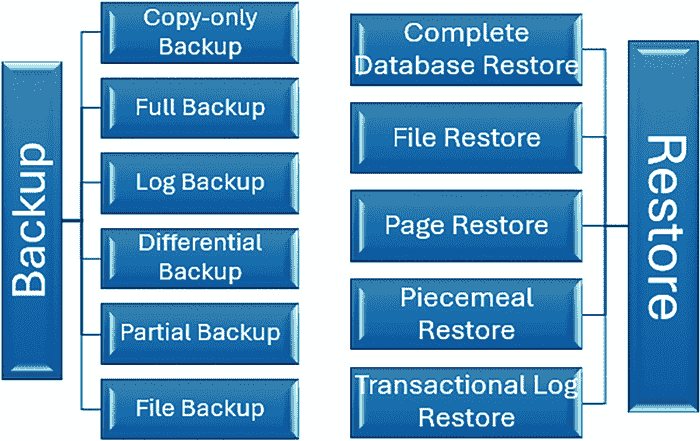 Backup
Copy-only
Backup
Full Backup
Log Backup
Differential
Backup
Partial Backup
File Backup
Complete
Database Restore
File Restore
Page Restore
Piecemeal
Restore
Transactional Log
Restore
Restore